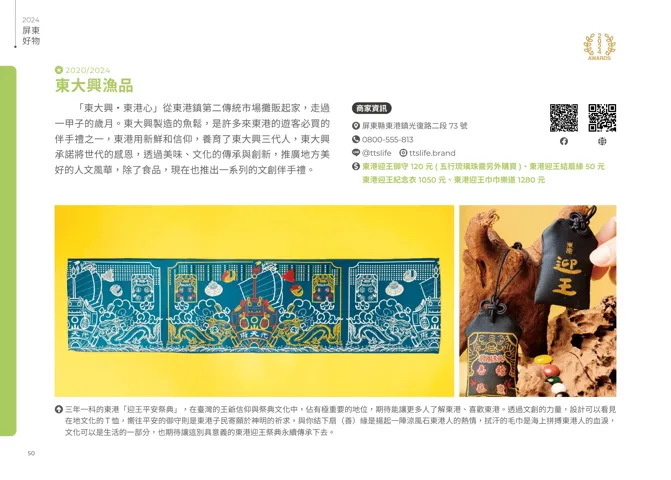 2024
屏東
好物
2024
AWARDS
2020/2024
東大興漁品
「東大興・東港心」從東港鎮第二傳統市場攤販起家，走過
一甲子的歲月。東大興製造的魚鬆，是許多來東港的遊客必買的
伴手禮之一，東港用新鮮和信仰，養育了東大興三代人，東大興
承諾將世代的感恩，透過美味、文化的傳承與創新，推廣地方美
好的人文風華，除了食品，現在也推出一系列的文創伴手禮。
商家資訊
屏東縣東港鎮光復路二段 73 號
0800-555-813
@ttslife ttslife.brand
東港迎王腳守 120 元 ( 五行琉璃珠需另外購買 )、東港迎王結扇緣 50 元
東港迎王紀念衣 1050 元、東港迎王巾巾樂道 1280 元
東港
迎王
三年一科的東港「迎王平安祭典」，在臺灣的王爺信仰與祭典文化中，佔有極重要的地位，期待能讓更多人了解東港、喜歡東港。透過文創的力量，設計可以看見
在地文化的 T 恤，嚮往平安的御守則是東港子民寄願於神明的祈求，與你結下扇（善）緣是揚起一陣涼風石東港人的熱情，拭汗的毛巾是海上拼搏東港人的血淚，
文化可以是生活的一部分，也期待讓這別具意義的東港迎王祭典永續傳承下去。
50